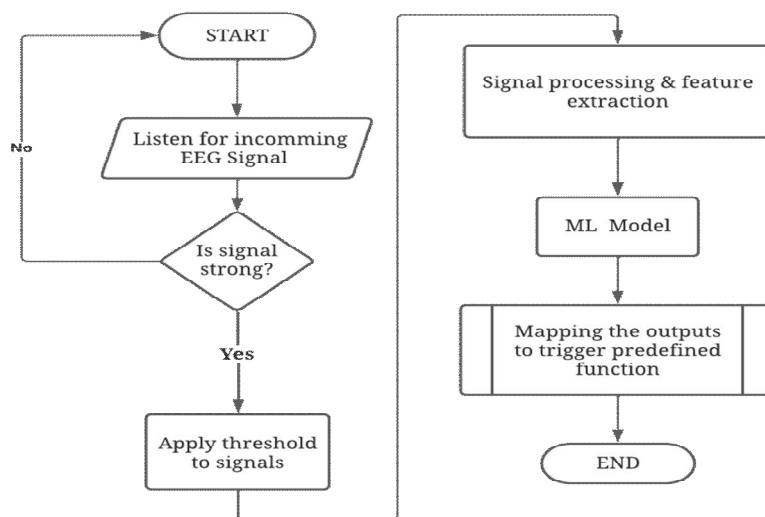 START
Listen for incomming
EEG Signal
No
Is signal
strong?
Yes
Apply threshold
to signals
Signal processing & feature
extraction
ML Model
Mapping the outputs
to trigger predefined
function
END